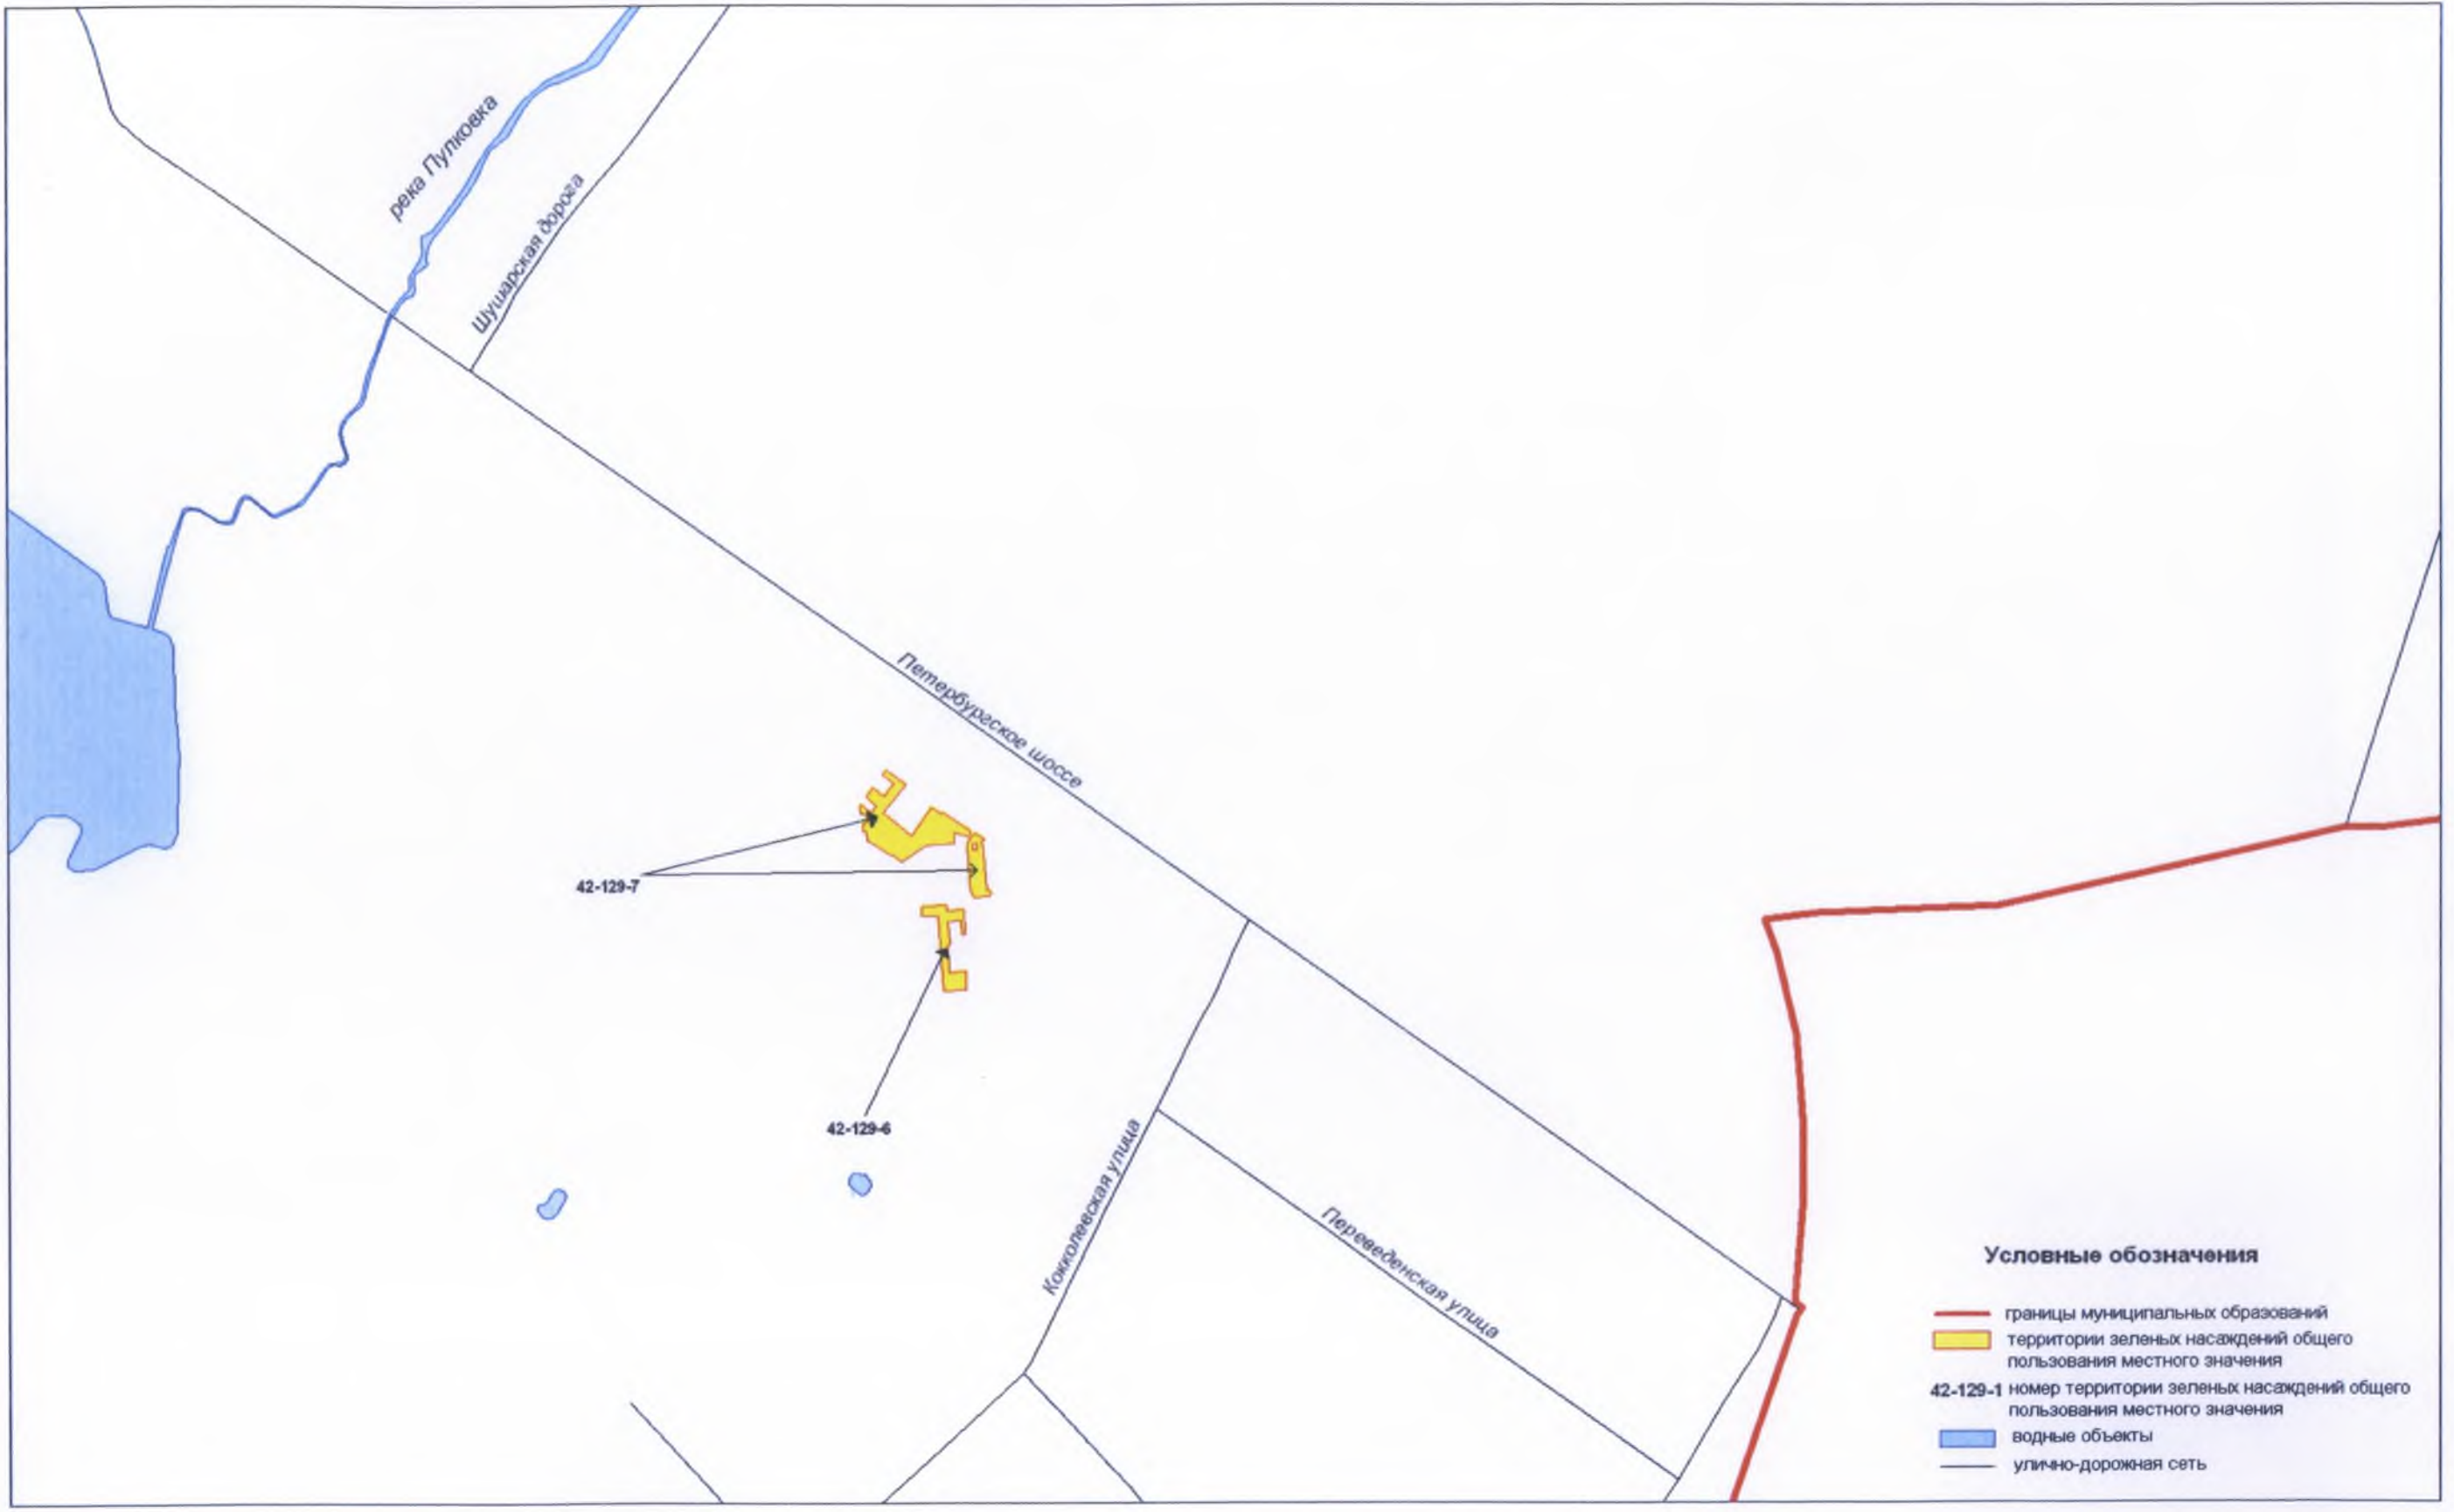 река Пулковка
Шушарская дорога
Петербургское шоссе
42-129-7
42-129-6
Кокколевская улица
Переведенская улица
Условные обозначения
границы муниципальных образований
территории зеленых насаждений общего
пользования местного значения
42-129-1 номер территории зеленых насаждений общего
пользования местного значения
водные объекты
улично-дорожная сеть